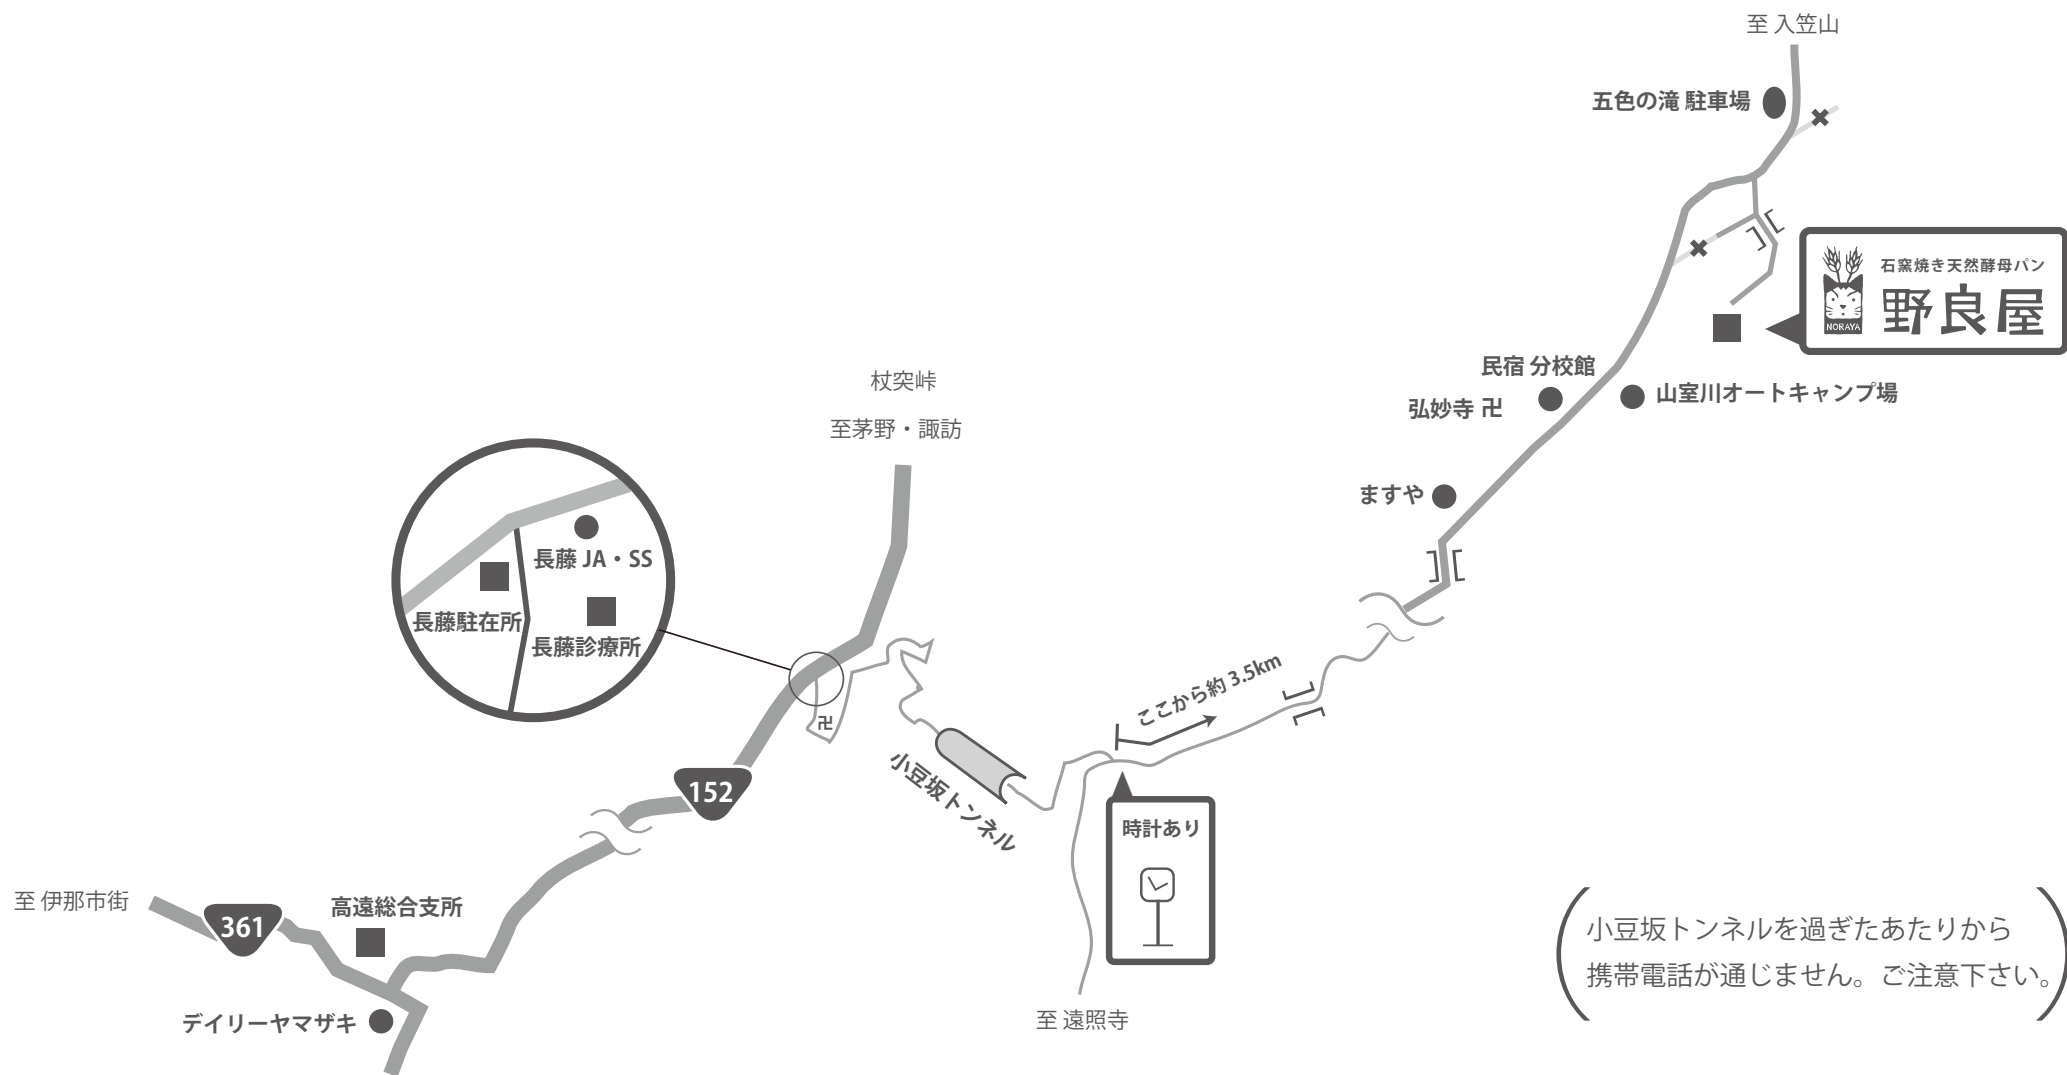 至 入笠山
五色の滝 駐車場
石窯焼き天然酵母パン
野良屋
NORAYA
民宿 分校館
山室川オートキャンプ場
弘妙寺 卍
ますや
杖突峠
至茅野・諏訪
長藤 JA・SS
長藤駐在所
長藤診療所
卍
ここから約 3.5km
小豆坂トンネル
152
時計あり
至 伊那市街
361
高遠総合支所
デイリーヤマザキ
至 遠照寺
小豆坂トンネルを過ぎたあたりから
携帯電話が通じません。ご注意下さい。